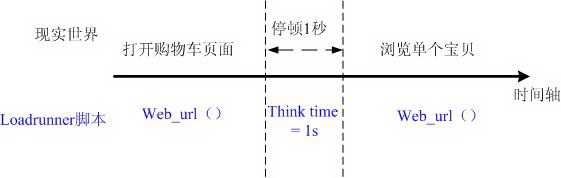 现实世界
打开购物车页面
停顿1秒
浏览单个宝贝
时间轴
Loadrunner脚本
Web_url（）
Think time
= 1s
Web_url（）